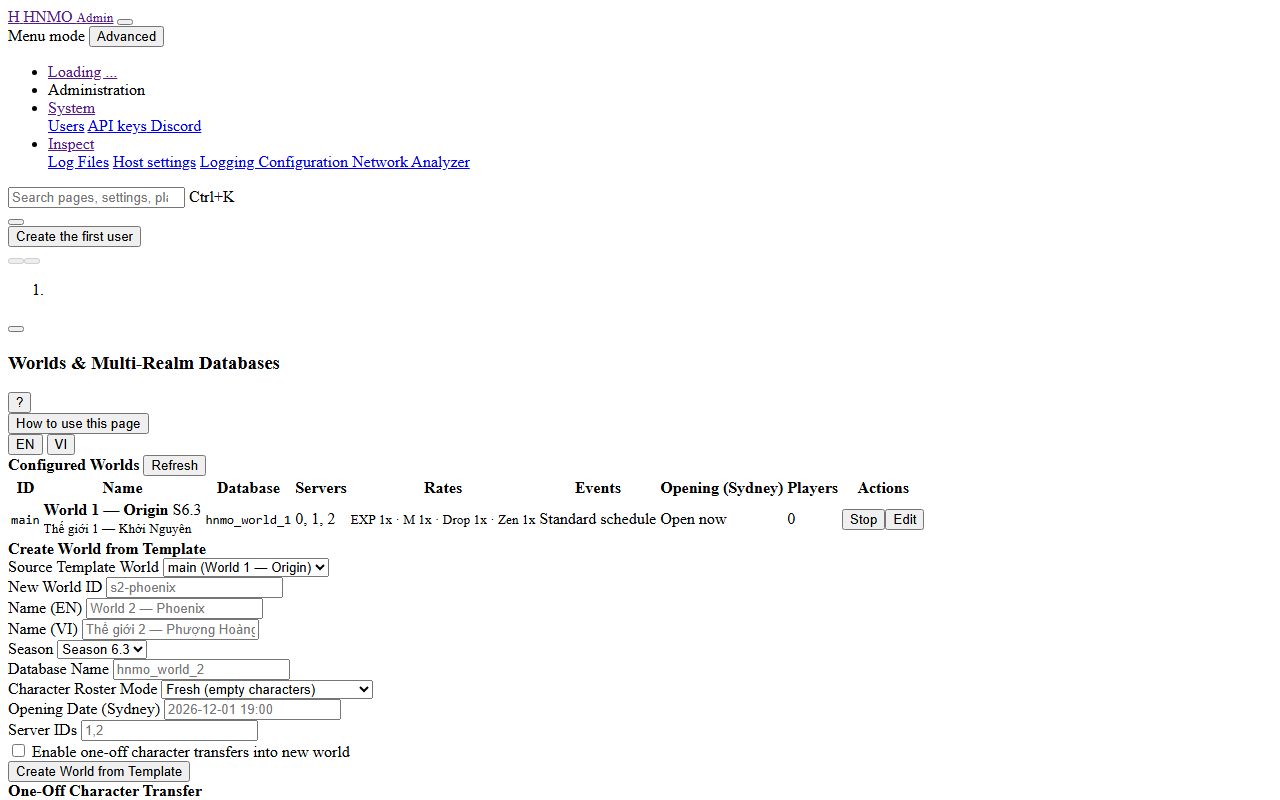 H HNMO Admin
Menu mode Advanced
Loading ...
Administration
System
Users API keys Discord
Inspect
Log Files Host settings Logging Configuration Network Analyzer
Search pages, settings, pla Ctrl+K
Create the first user
1.
Worlds & Multi-Realm Databases
?
How to use this page
EN VI
Configured Worlds Refresh
ID Name Database Servers Rates Events Opening (Sydney) Players Actions
main World 1 — Origin S6.3 hnmo_world_1 0, 1, 2 EXP 1x · M 1x · Drop 1x · Zen 1x Standard schedule Open now 0 Stop Edit
Thế giới 1 — Khởi Nguyên
Create World from Template
Source Template World main (World 1 — Origin)
New World ID s2-phoenix
Name (EN) World 2 — Phoenix
Name (VI) Thế giới 2 — Phượng Hoàng
Season Season 6.3
Database Name hnmo_world_2
Character Roster Mode Fresh (empty characters)
Opening Date (Sydney) 2026-12-01 19:00
Server IDs 1,2
Enable one-off character transfers into new world
Create World from Template
One-Off Character Transfer